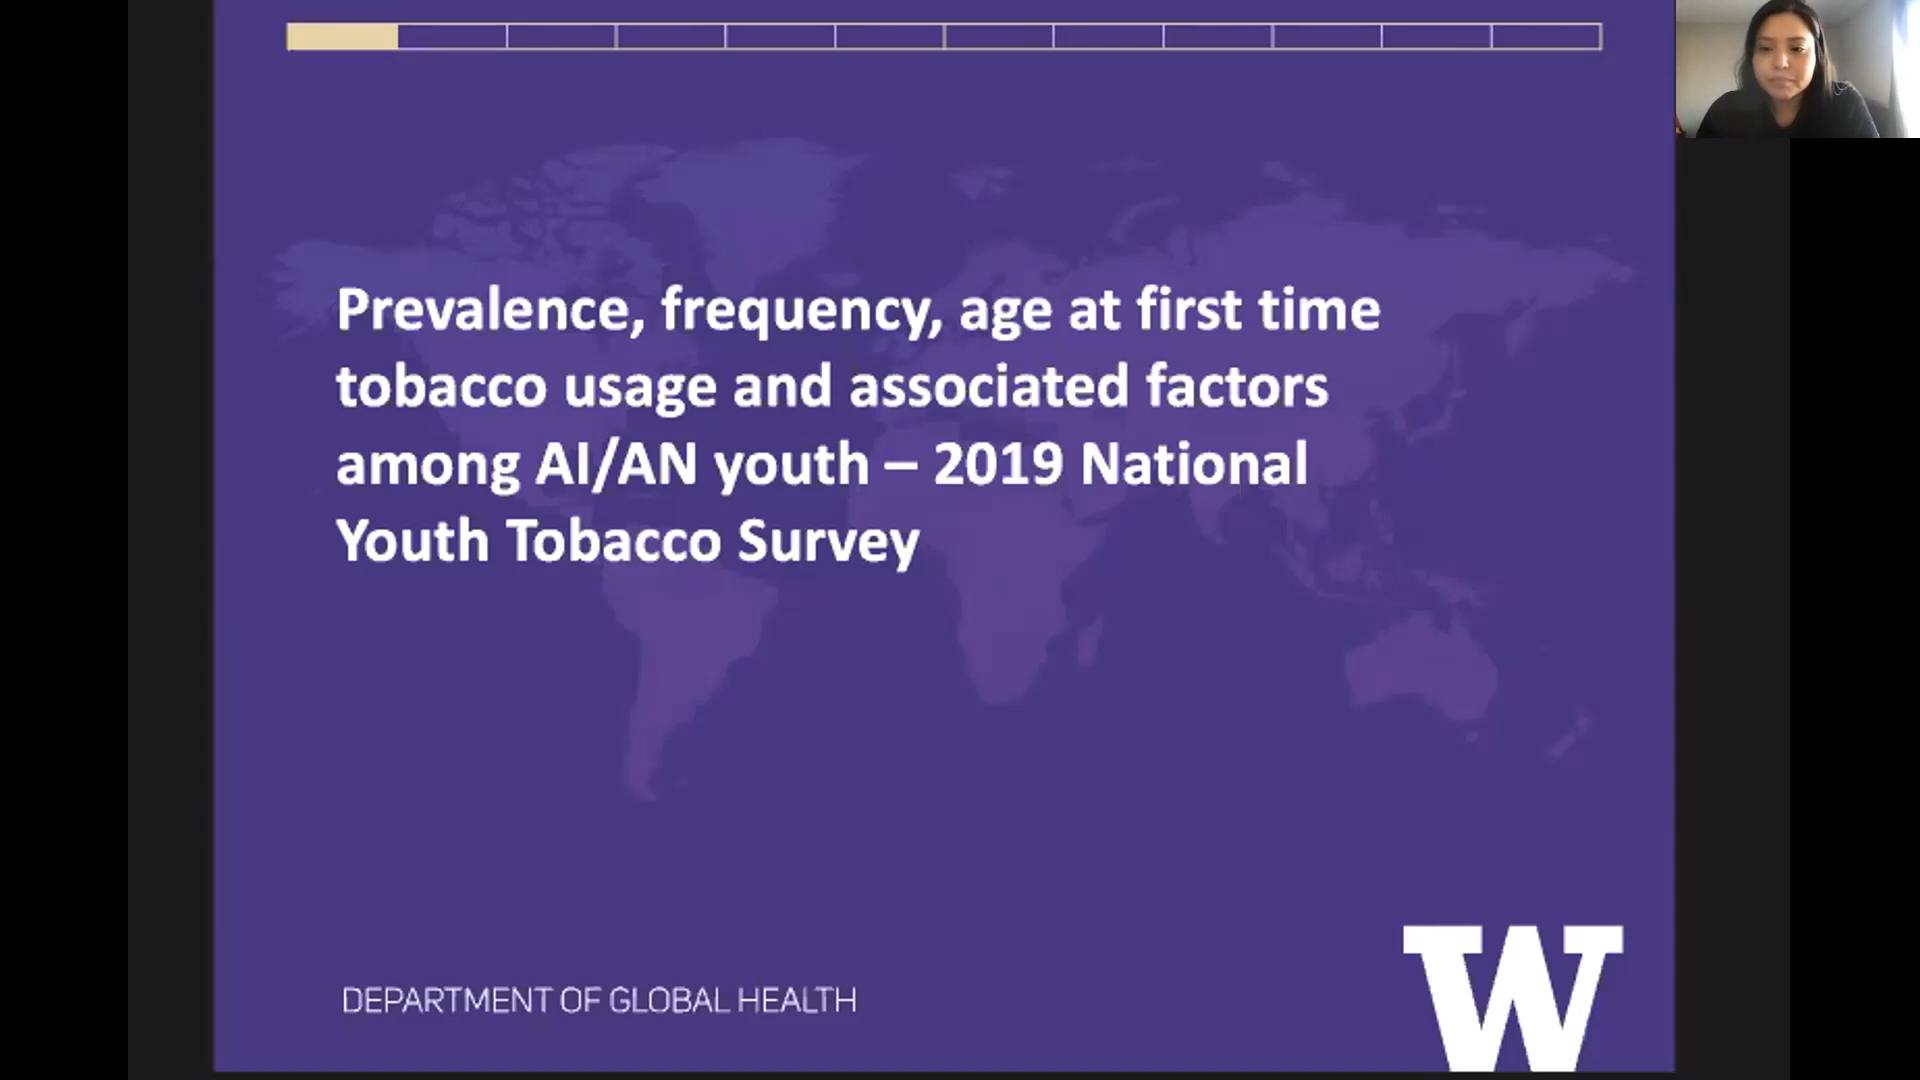 Prevalence, frequency, age at first time
tobacco usage and associated factors
among AI/AN youth – 2019 National
Youth Tobacco Survey
DEPARTMENT OF GLOBAL HEALTH
W